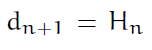 d_{n+1} = H_n